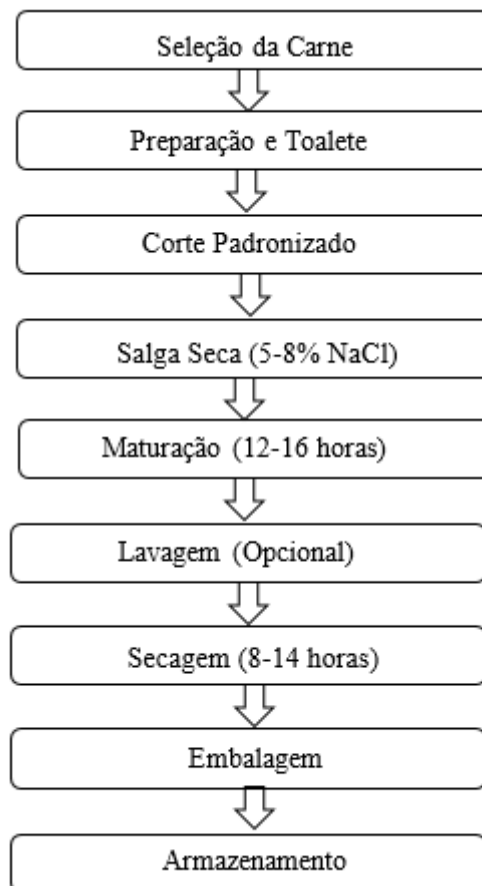 Seleção da Carne
Preparação e Toalete
Corte Padronizado
Salga Seca (5-8% NaCl)
Maturação (12-16 horas)
Lavagem (Opcional)
Secagem (8-14 horas)
Embalagem
Armazenamento